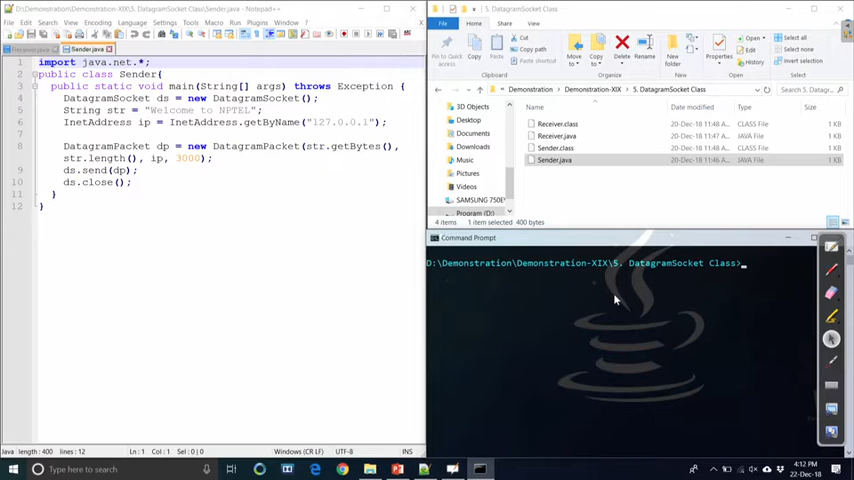 D:\Demonstration\Demonstration-XIX\5. DatagramSocket Class\Sender.java - Notepad++
File Edit Search View Encoding Language Settings Tools Macro Run Plugins Window ?
Receiver.java Sender.java
1 import java.net.*;
2 public class Sender{
3 public static void main(String[] args) throws Exception {
4 DatagramSocket ds = new DatagramSocket();
5 String str = "Welcome to NPTEL";
6 InetAddress ip = InetAddress.getByName("127.0.0.1");
7
8 DatagramPacket dp = new DatagramPacket(str.getBytes(),
str.length(), ip, 3000);
9 ds.send(dp);
10 ds.close();
11 }
12 }
Java length : 400 lines : 12 Ln : 1 Col : 1 Sel : 0 | 0 Windows (CR LF) UTF-8 INS
5. DatagramSocket Class
File Home Share View
Pin to Quick access
Copy
Paste
Cut
Copy path
Paste shortcut
Move to
Copy to
Delete
Rename
New folder
Properties
Open
Edit
History
Select all
Select none
Invert selection
Clipboard Organize New Open Select
Demonstration > Demonstration-XIX > 5. DatagramSocket Class
Search 5. Datag...
Name Date modified Type Size
3D Objects
Desktop
Documents
Downloads
Music
Pictures
Videos
SAMSUNG 750EV
Program (D:)
Receiver.class 20-Dec-18 11:48 A... CLASS File 1 KB
Receiver.java 20-Dec-18 11:48 A... JAVA File 1 KB
Sender.class 20-Dec-18 11:46 A... CLASS File 1 KB
Sender.java 20-Dec-18 11:46 A... JAVA File 1 KB
4 items 1 item selected 400 bytes
Command Prompt
D:\Demonstration\Demonstration-XIX\5. DatagramSocket Class>
Type here to search
4:12 PM
22-Dec-18